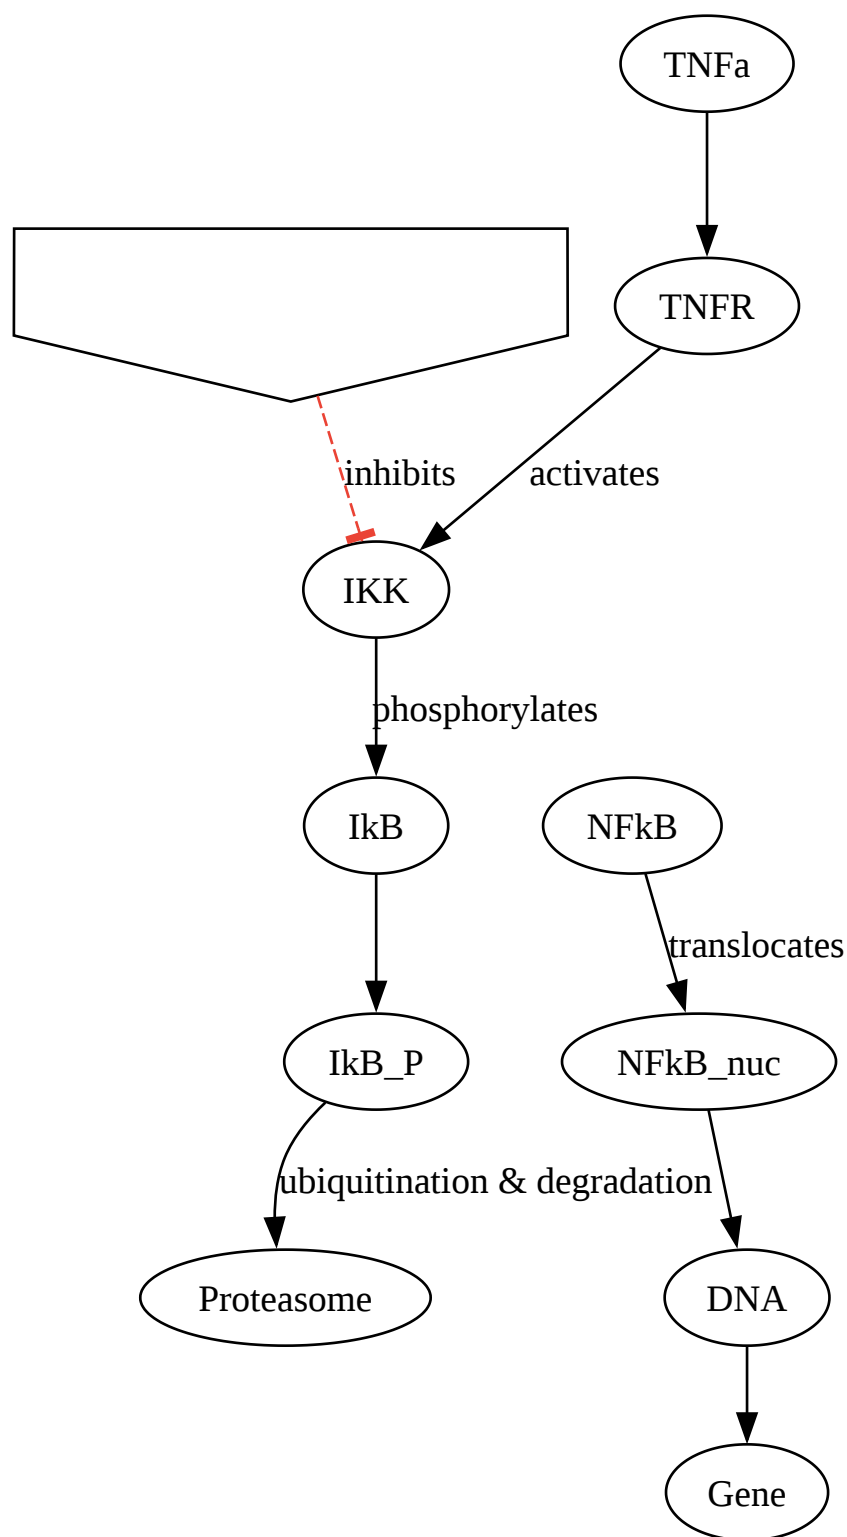 TNFa
TNFR
inhibits
activates
IKK
phosphorylates
IkB
NFkB
translocates
IkB_P
NFkB_nuc
ubiquitination & degradation
Proteasome
DNA
Gene